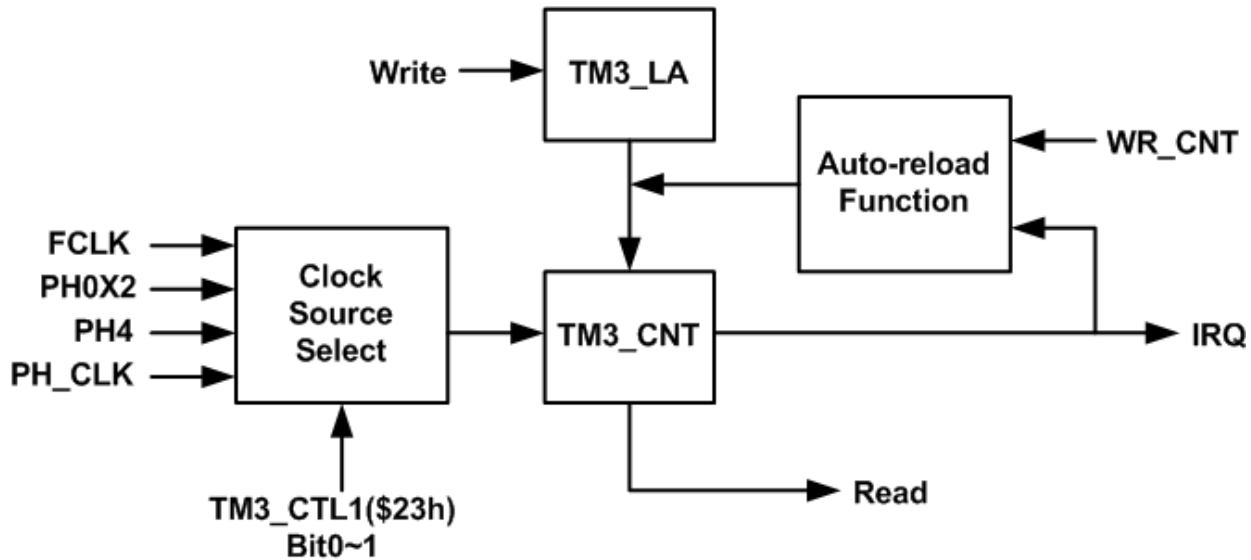 Write
TM3_LA
Auto-reload
Function
WR_CNT
FCLK
PH0X2
PH4
PH_CLK
Clock
Source
Select
TM3_CNT
IRQ
Read
TM3_CTL1($23h)
Bit0~1